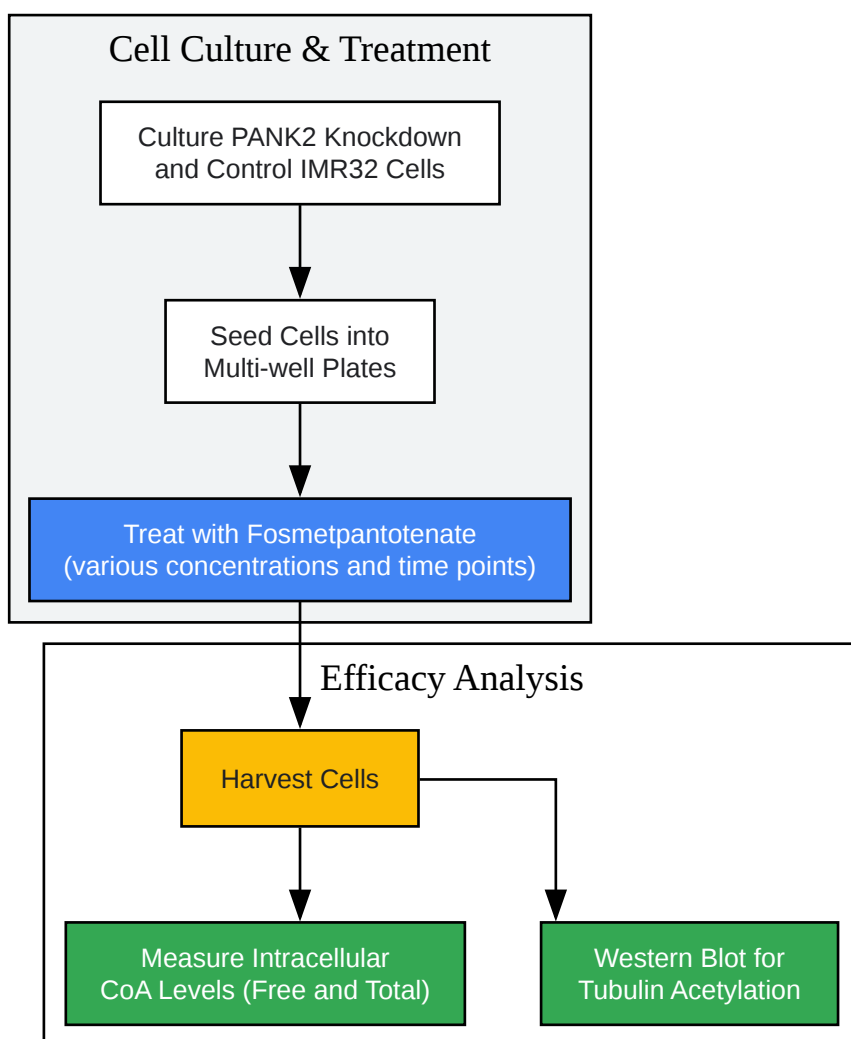 Cell Culture & Treatment
Culture PANK2 Knockdown
and Control IMR32 Cells
Seed Cells into
Multi-well Plates
Treat with Fosmetpantotenate
(various concentrations and time points)
Efficacy Analysis
Harvest Cells
Measure Intracellular
CoA Levels (Free and Total)
Western Blot for
Tubulin Acetylation